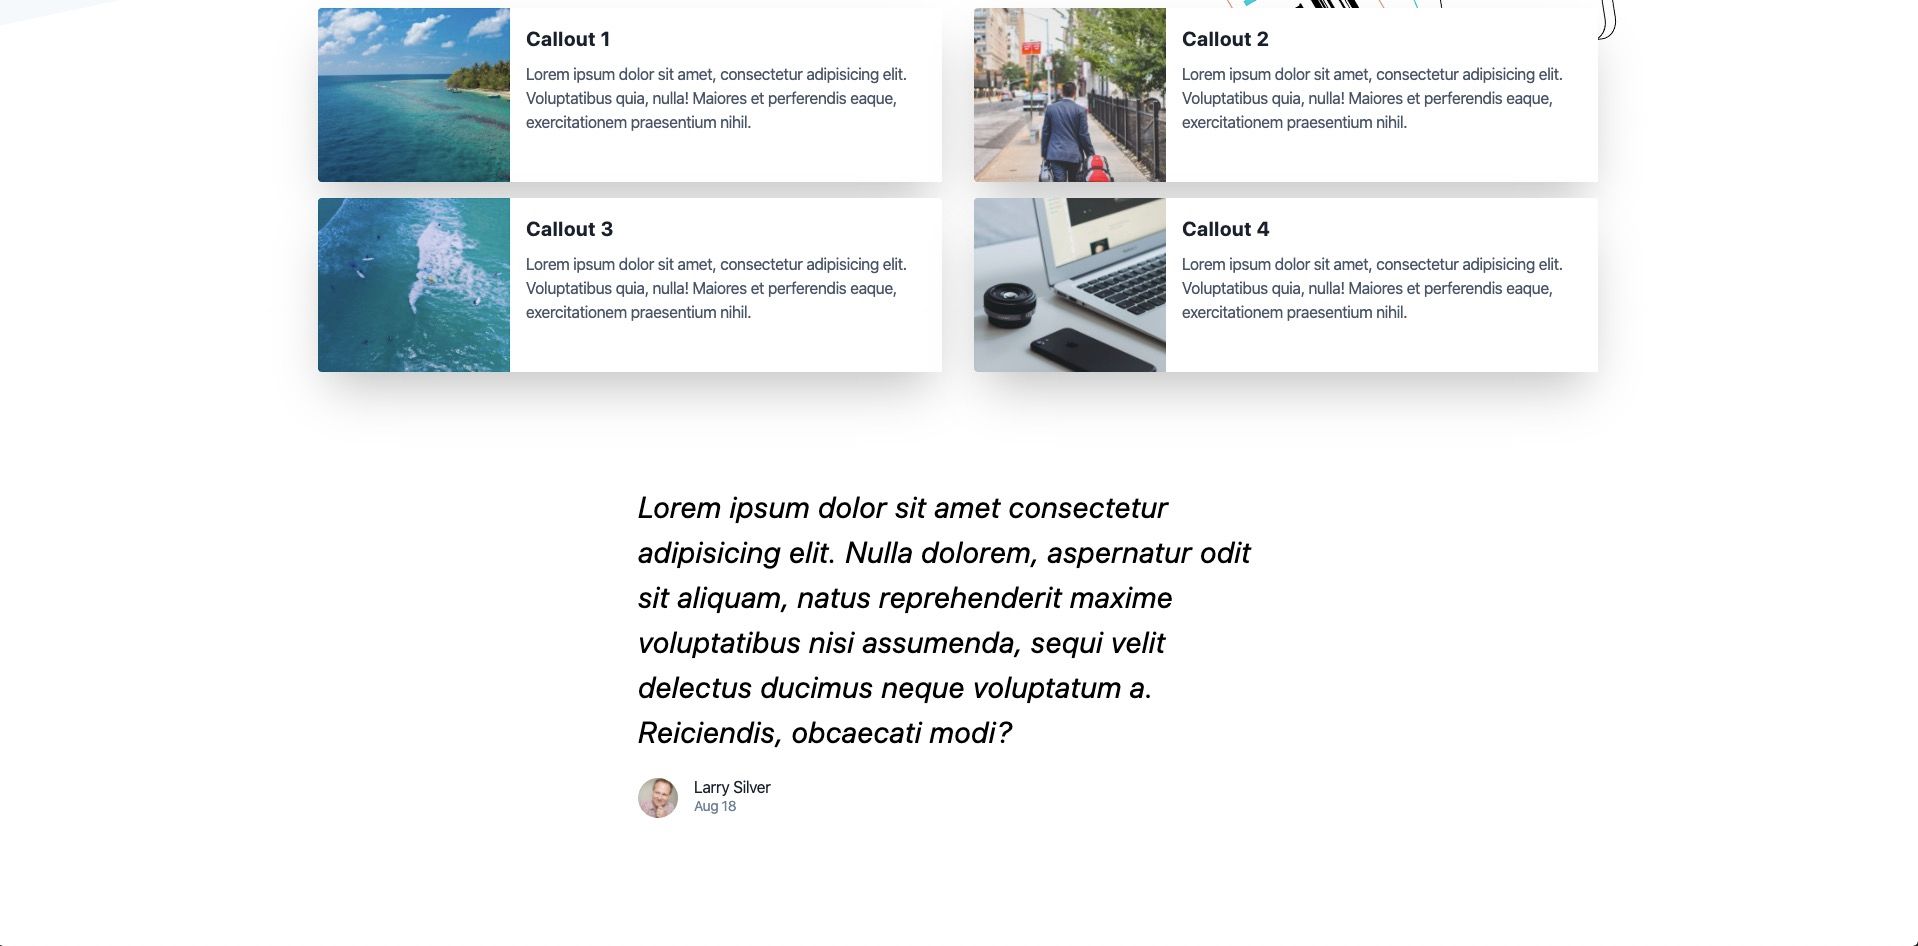 Callout 1
Lorem ipsum dolor sit amet, consectetur adipisicing elit.
Voluptatibus quia, nulla! Maiores et perferendis eaque,
exercitationem praesentium nihil.
Callout 2
Lorem ipsum dolor sit amet, consectetur adipisicing elit.
Voluptatibus quia, nulla! Maiores et perferendis eaque,
exercitationem praesentium nihil.
Callout 3
Lorem ipsum dolor sit amet, consectetur adipisicing elit.
Voluptatibus quia, nulla! Maiores et perferendis eaque,
exercitationem praesentium nihil.
Callout 4
Lorem ipsum dolor sit amet, consectetur adipisicing elit.
Voluptatibus quia, nulla! Maiores et perferendis eaque,
exercitationem praesentium nihil.
Lorem ipsum dolor sit amet consectetur
adipisicing elit. Nulla dolorem, aspernatur odit
sit aliquam, natus reprehenderit maxime
voluptatibus nisi assumenda, sequi velit
delectus ducimus neque voluptatum a.
Reiciendis, obcaecati modi?
Larry Silver
Aug 18